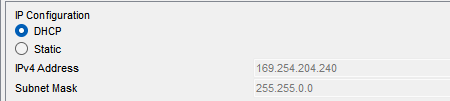 IP Configuration
DHCP
Static
IPv4 Address 169.254.204.240
Subnet Mask 255.255.0.0